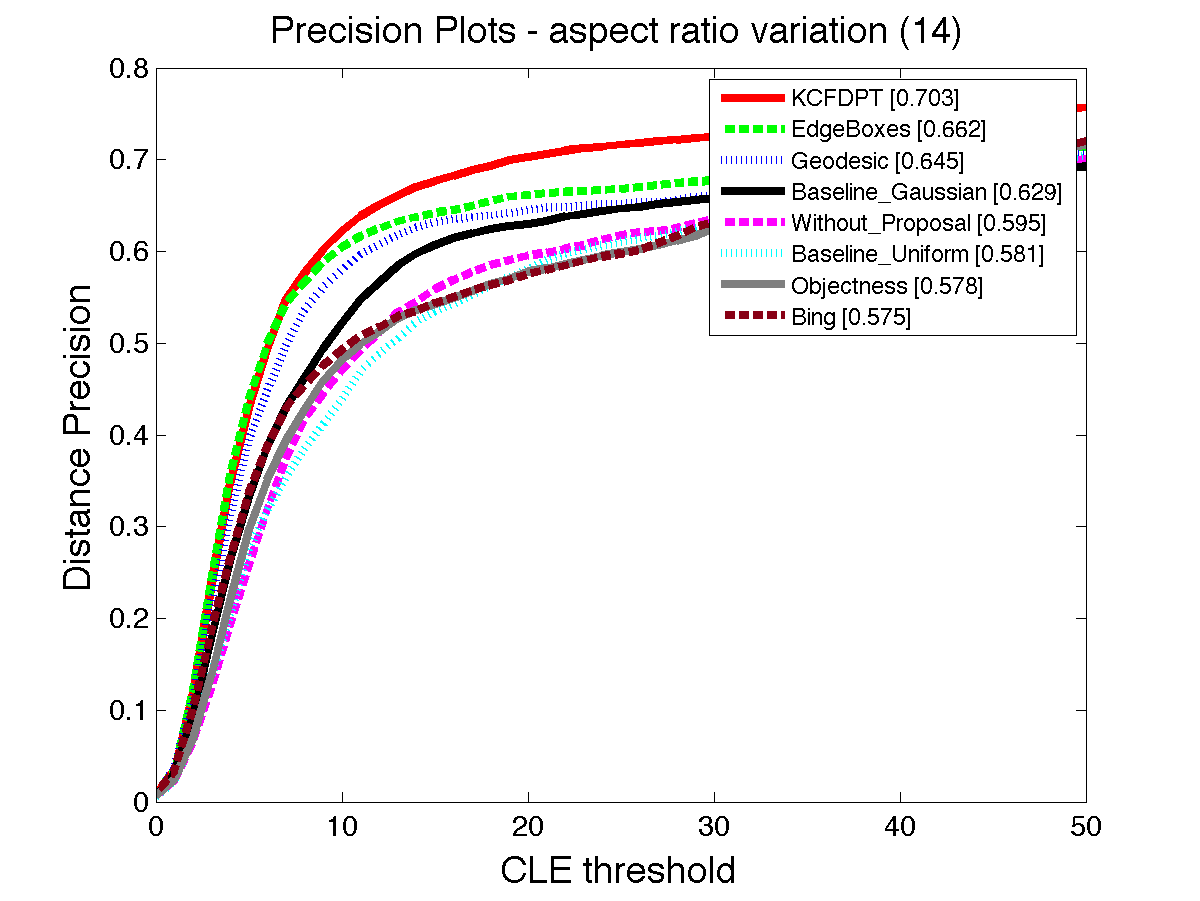 Precision Plots - aspect ratio variation (14)
0.8
0.7
0.6
0.5
0.4
0.3
0.2
0.1
0
Distance Precision
KCFDPT [0.703]
EdgeBoxes [0.662]
Geodesic [0.645]
Baseline_Gaussian [0.629]
Without_Proposal [0.595]
Baseline_Uniform [0.581]
Objectness [0.578]
Bing [0.575]
0 10 20 30 40 50
CLE threshold